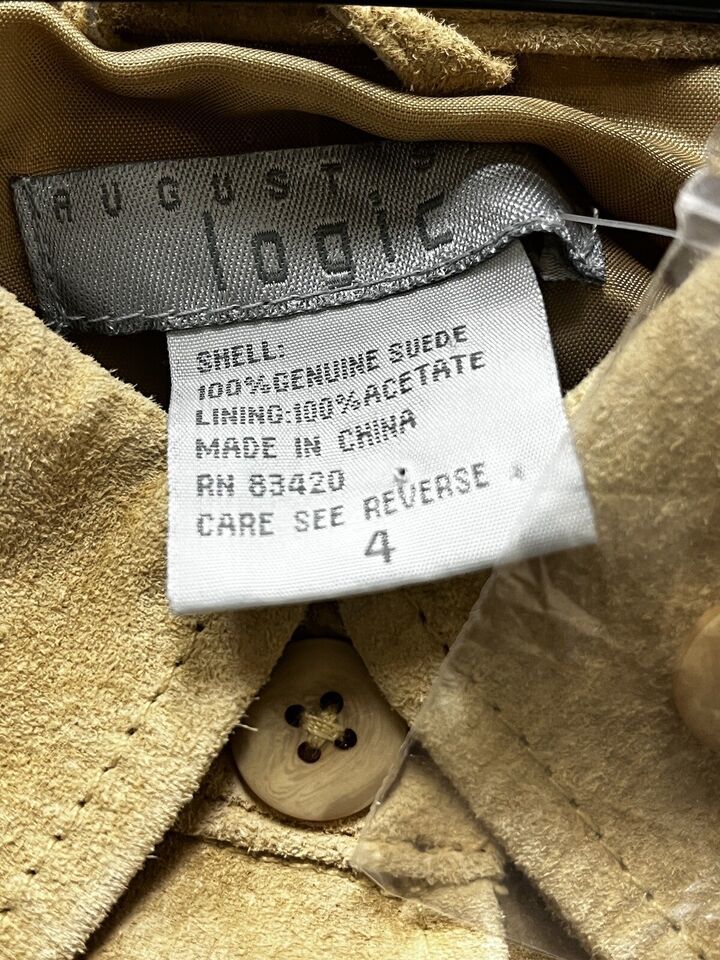 AUGUST
logic
SHELL:
100%GENUINE SUEDE
LINING:100%ACETATE
MADE IN CHINA
RN 83420
CARE SEE REVERSE
4